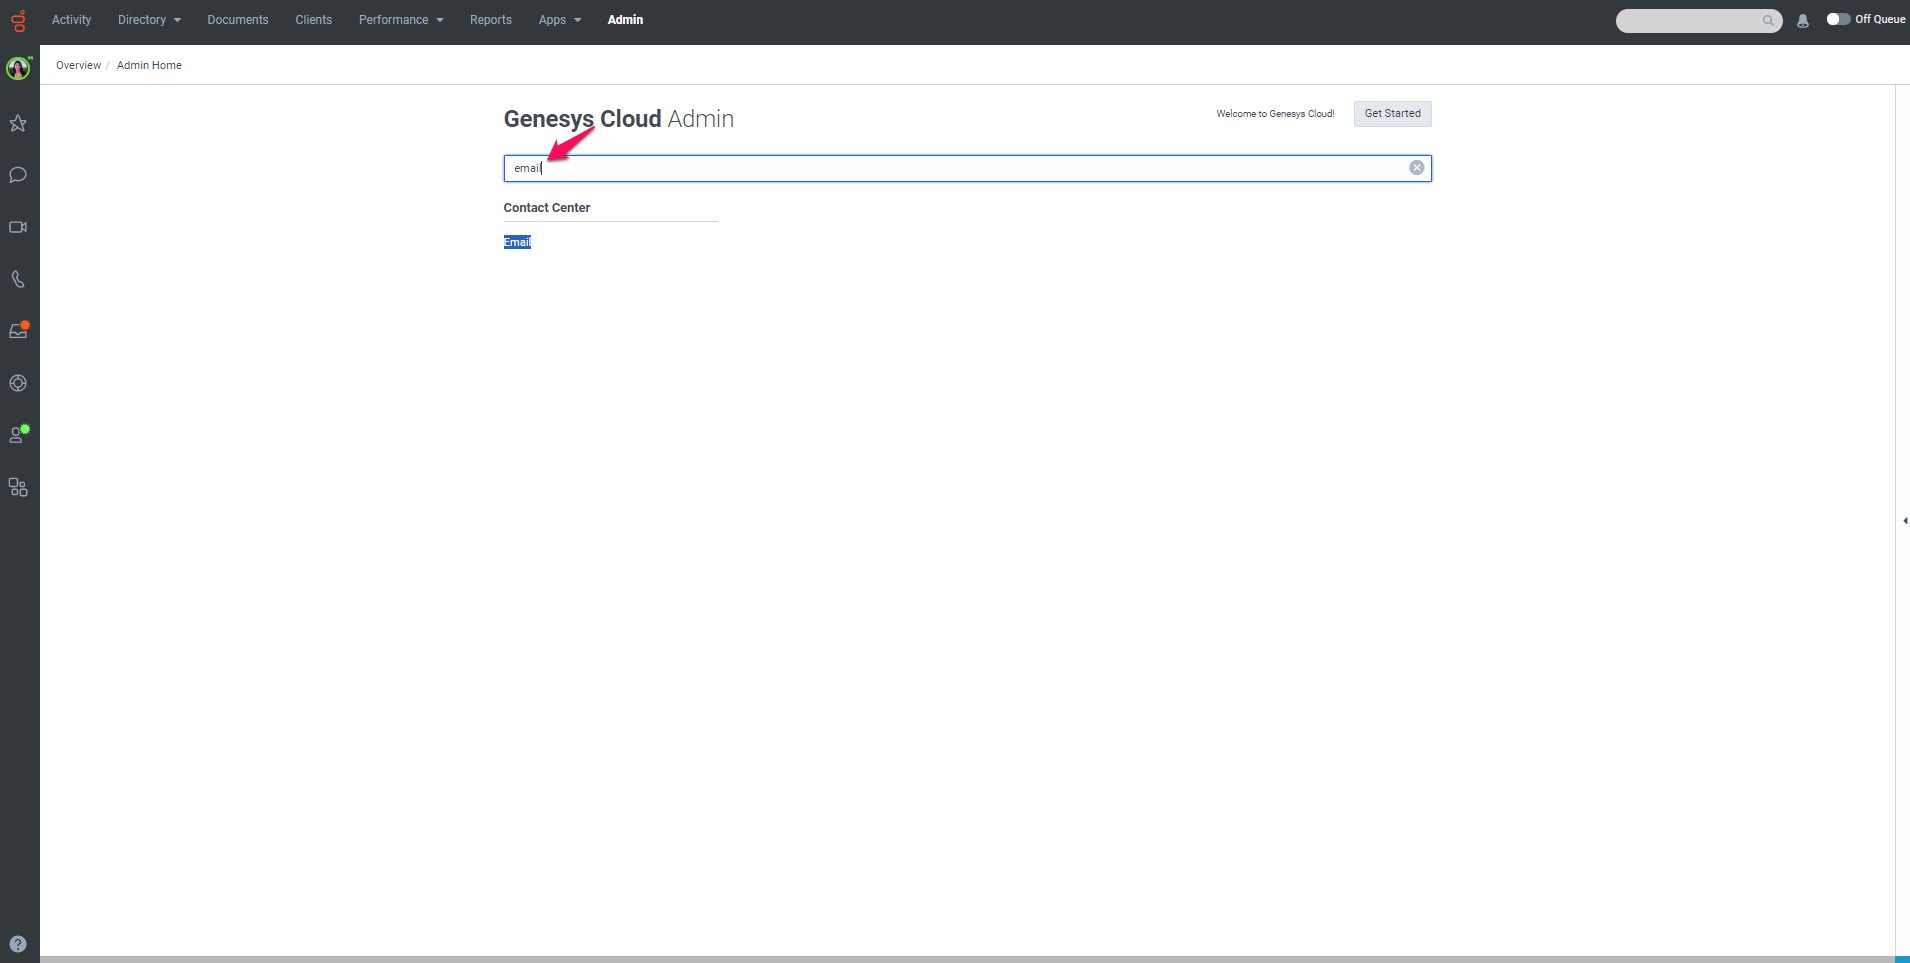 Activity Directory Documents Clients Performance Reports Apps Admin Off Queue
Overview / Admin Home
Genesys Cloud Admin Welcome to Genesys Cloud! Get Started
email
Contact Center
Email
?